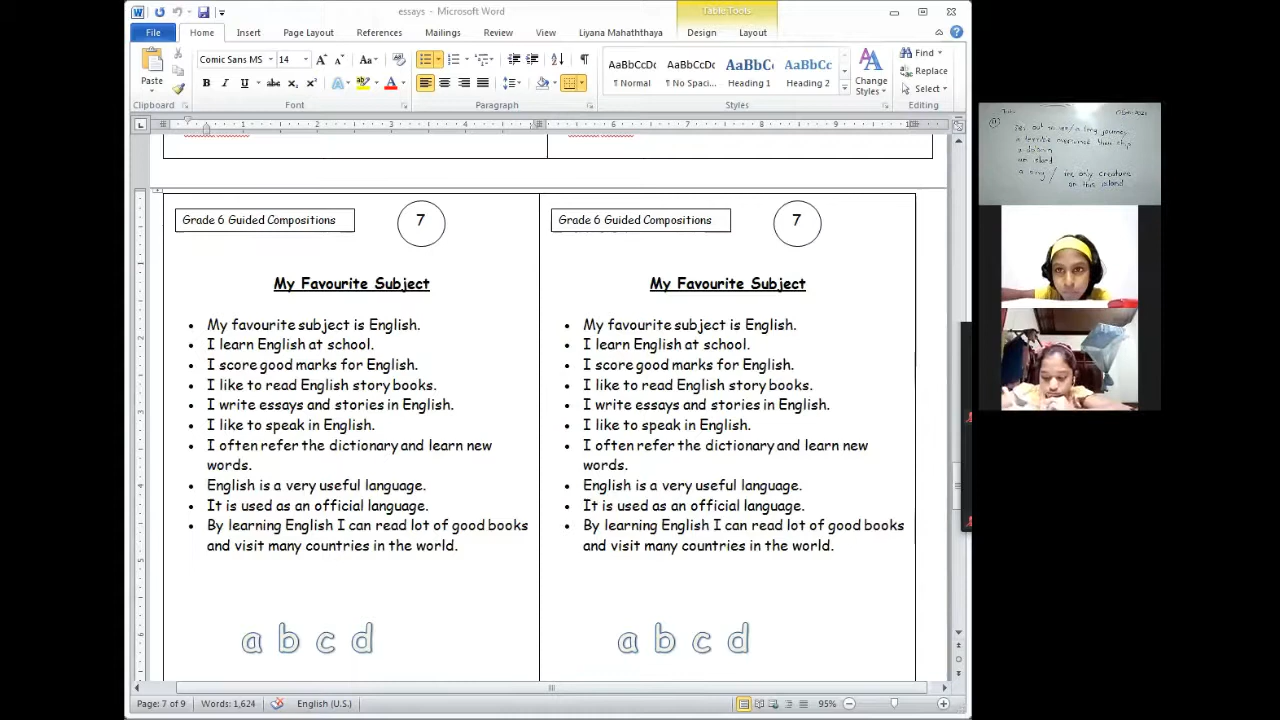 essays - Microsoft Word
Table Tools
File Home Insert Page Layout References Mailings Review View Liyana Mahaththaya Design Layout
Paste
Comic Sans MS 14
Find
Replace
Select
Change Styles
AaBbCcDc AaBbCcDc AaBbCc AaBbCc
¶ Normal ¶ No Spaci... Heading 1 Heading 2
Clipboard Font Paragraph Styles Editing
Grade 6 Guided Compositions 7
My Favourite Subject
• My favourite subject is English.
• I learn English at school.
• I score good marks for English.
• I like to read English story books.
• I write essays and stories in English.
• I like to speak in English.
• I often refer the dictionary and learn new
words.
• English is a very useful language.
• It is used as an official language.
• By learning English I can read lot of good books
and visit many countries in the world.
a b c d
Grade 6 Guided Compositions 7
My Favourite Subject
• My favourite subject is English.
• I learn English at school.
• I score good marks for English.
• I like to read English story books.
• I write essays and stories in English.
• I like to speak in English.
• I often refer the dictionary and learn new
words.
• English is a very useful language.
• It is used as an official language.
• By learning English I can read lot of good books
and visit many countries in the world.
a b c d
Page: 7 of 9 Words: English (U.S.) 95%
a long journey
a terrible
on this island